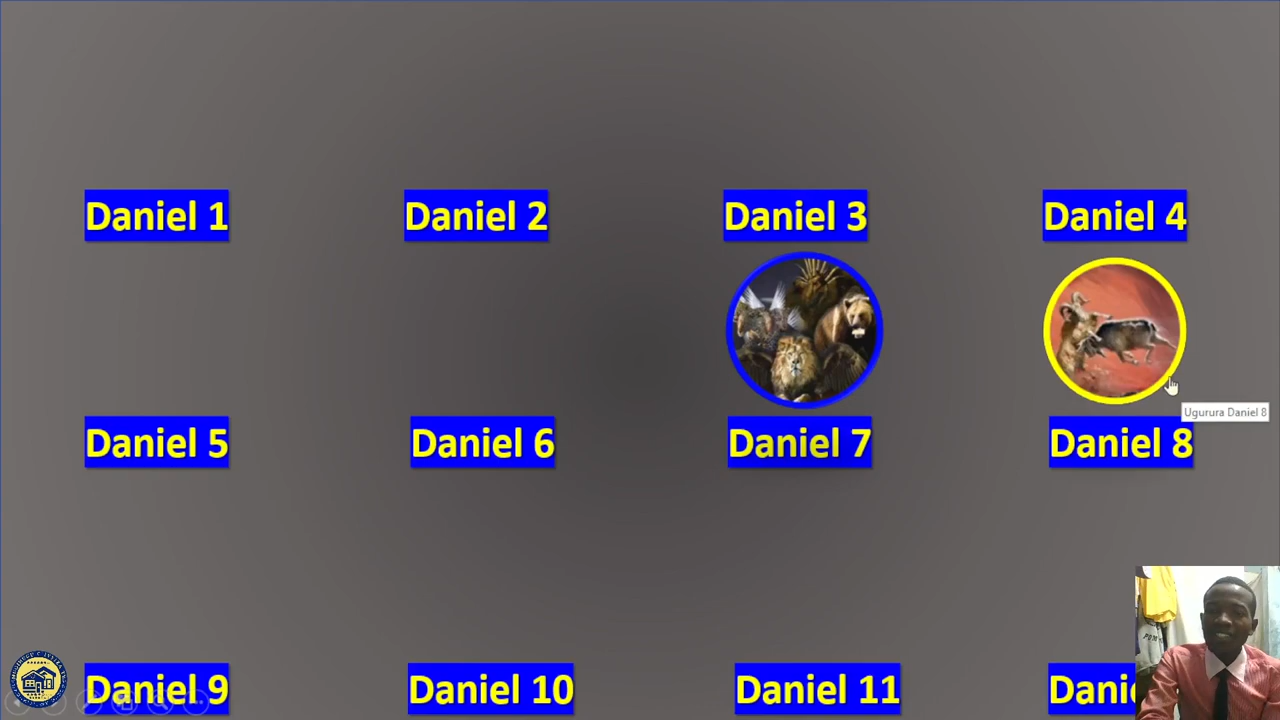 Daniel 1
Daniel 2
Daniel 3
Daniel 4
Daniel 5
Daniel 6
Daniel 7
Daniel 8
Ugurura Daniel 8
Daniel 9
Daniel 10
Daniel 11